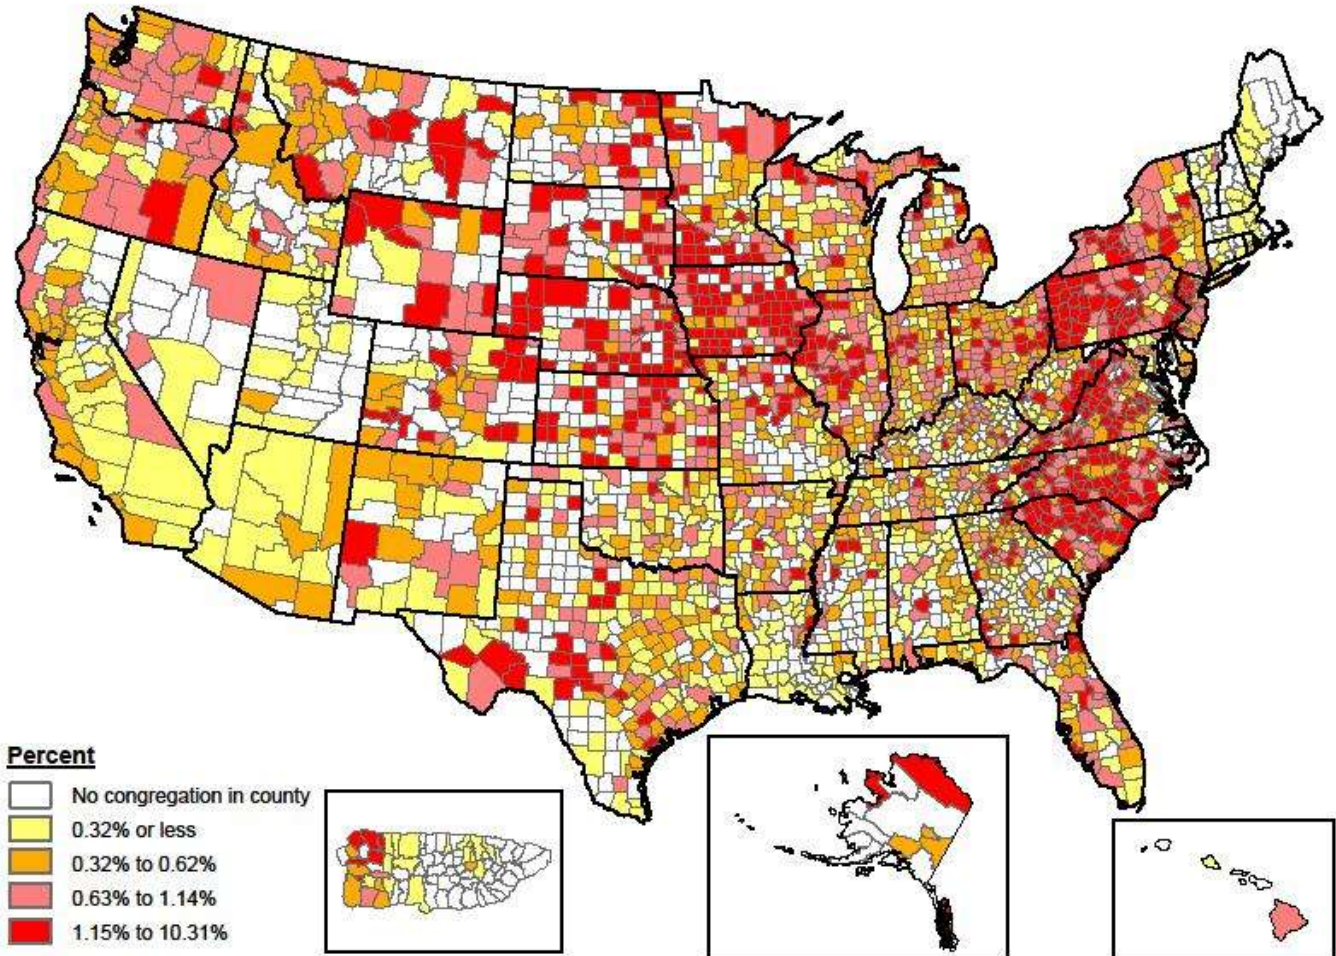 Percent
No congregation in county
0.32% or less
0.32% to 0.62%
0.63% to 1.14%
1.15% to 10.31%